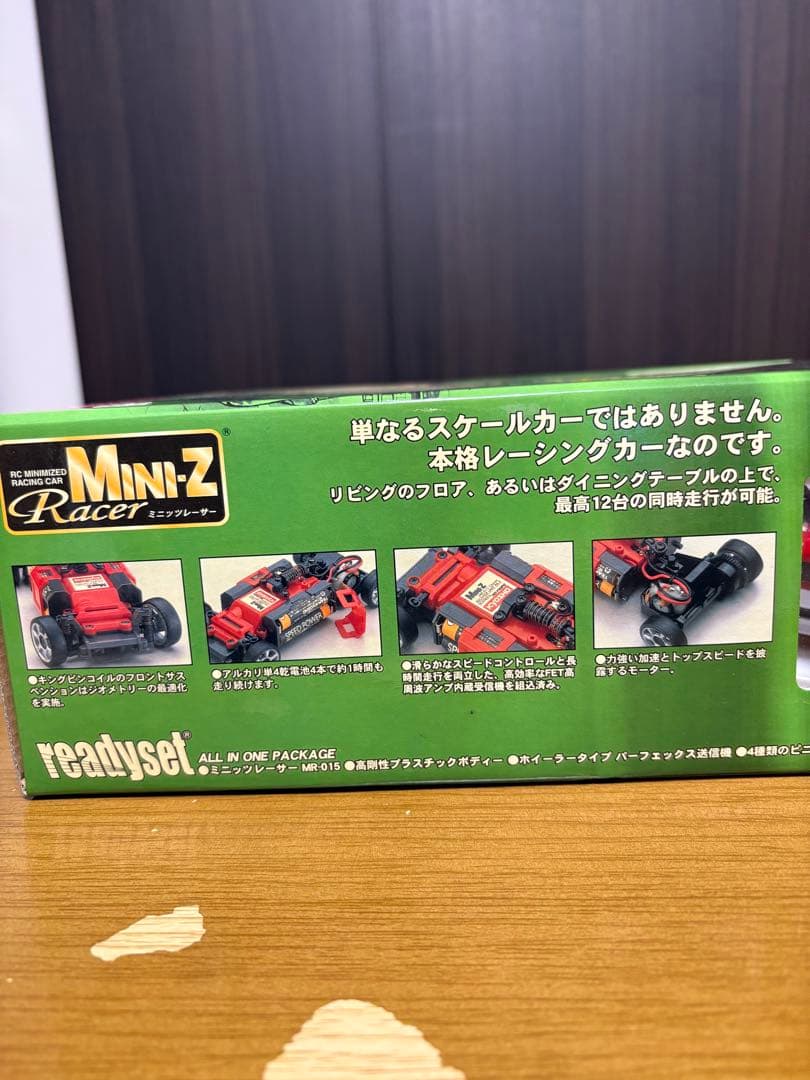 単なるスケールカーではありません。
本格レーシングカーなのです。
リビングのフロア、あるいはダイニングテーブルの上で、
最高12台の同時走行が可能。
RC MINIMIZED
RACING CAR
MINI-Z
Racer ミニッツレーサー
®
●キングピンコイルのフロントサス
ペンションはジオメトリーの最適化
を実施。
●アルカリ単4乾電池4本で約1時間も
走り続けます。
●滑らかなスピードコントロールと長
時間走行を両立した、高効率なFET高
周波アンプ内蔵受信機を組込済み。
●力強い加速とトップスピードを披
露するモーター。
SPEED POWER
readyset®
ALL IN ONE PACKAGE
●ミニッツレーサー MR-015 ●高剛性プラスチックボディー ●ホイーラータイプ パーフェックス送信機 ●4種類のピニ